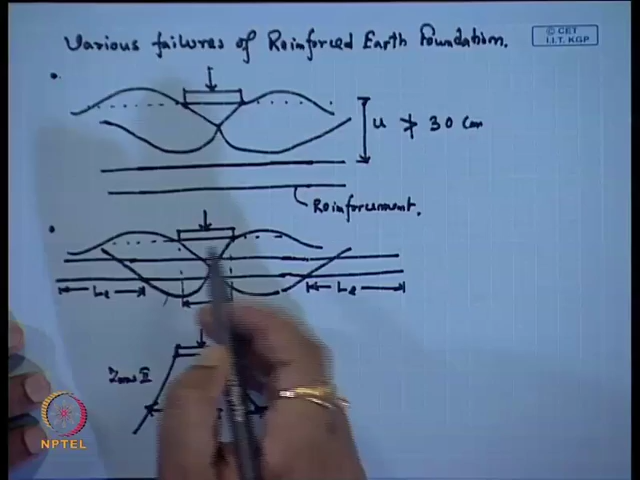 Various failures of Reinforced Earth Foundation.
© CET
I.I.T. KGP
u ≯ 30 cm
Reinforcement.
Le
Le
Zone II
NPTEL